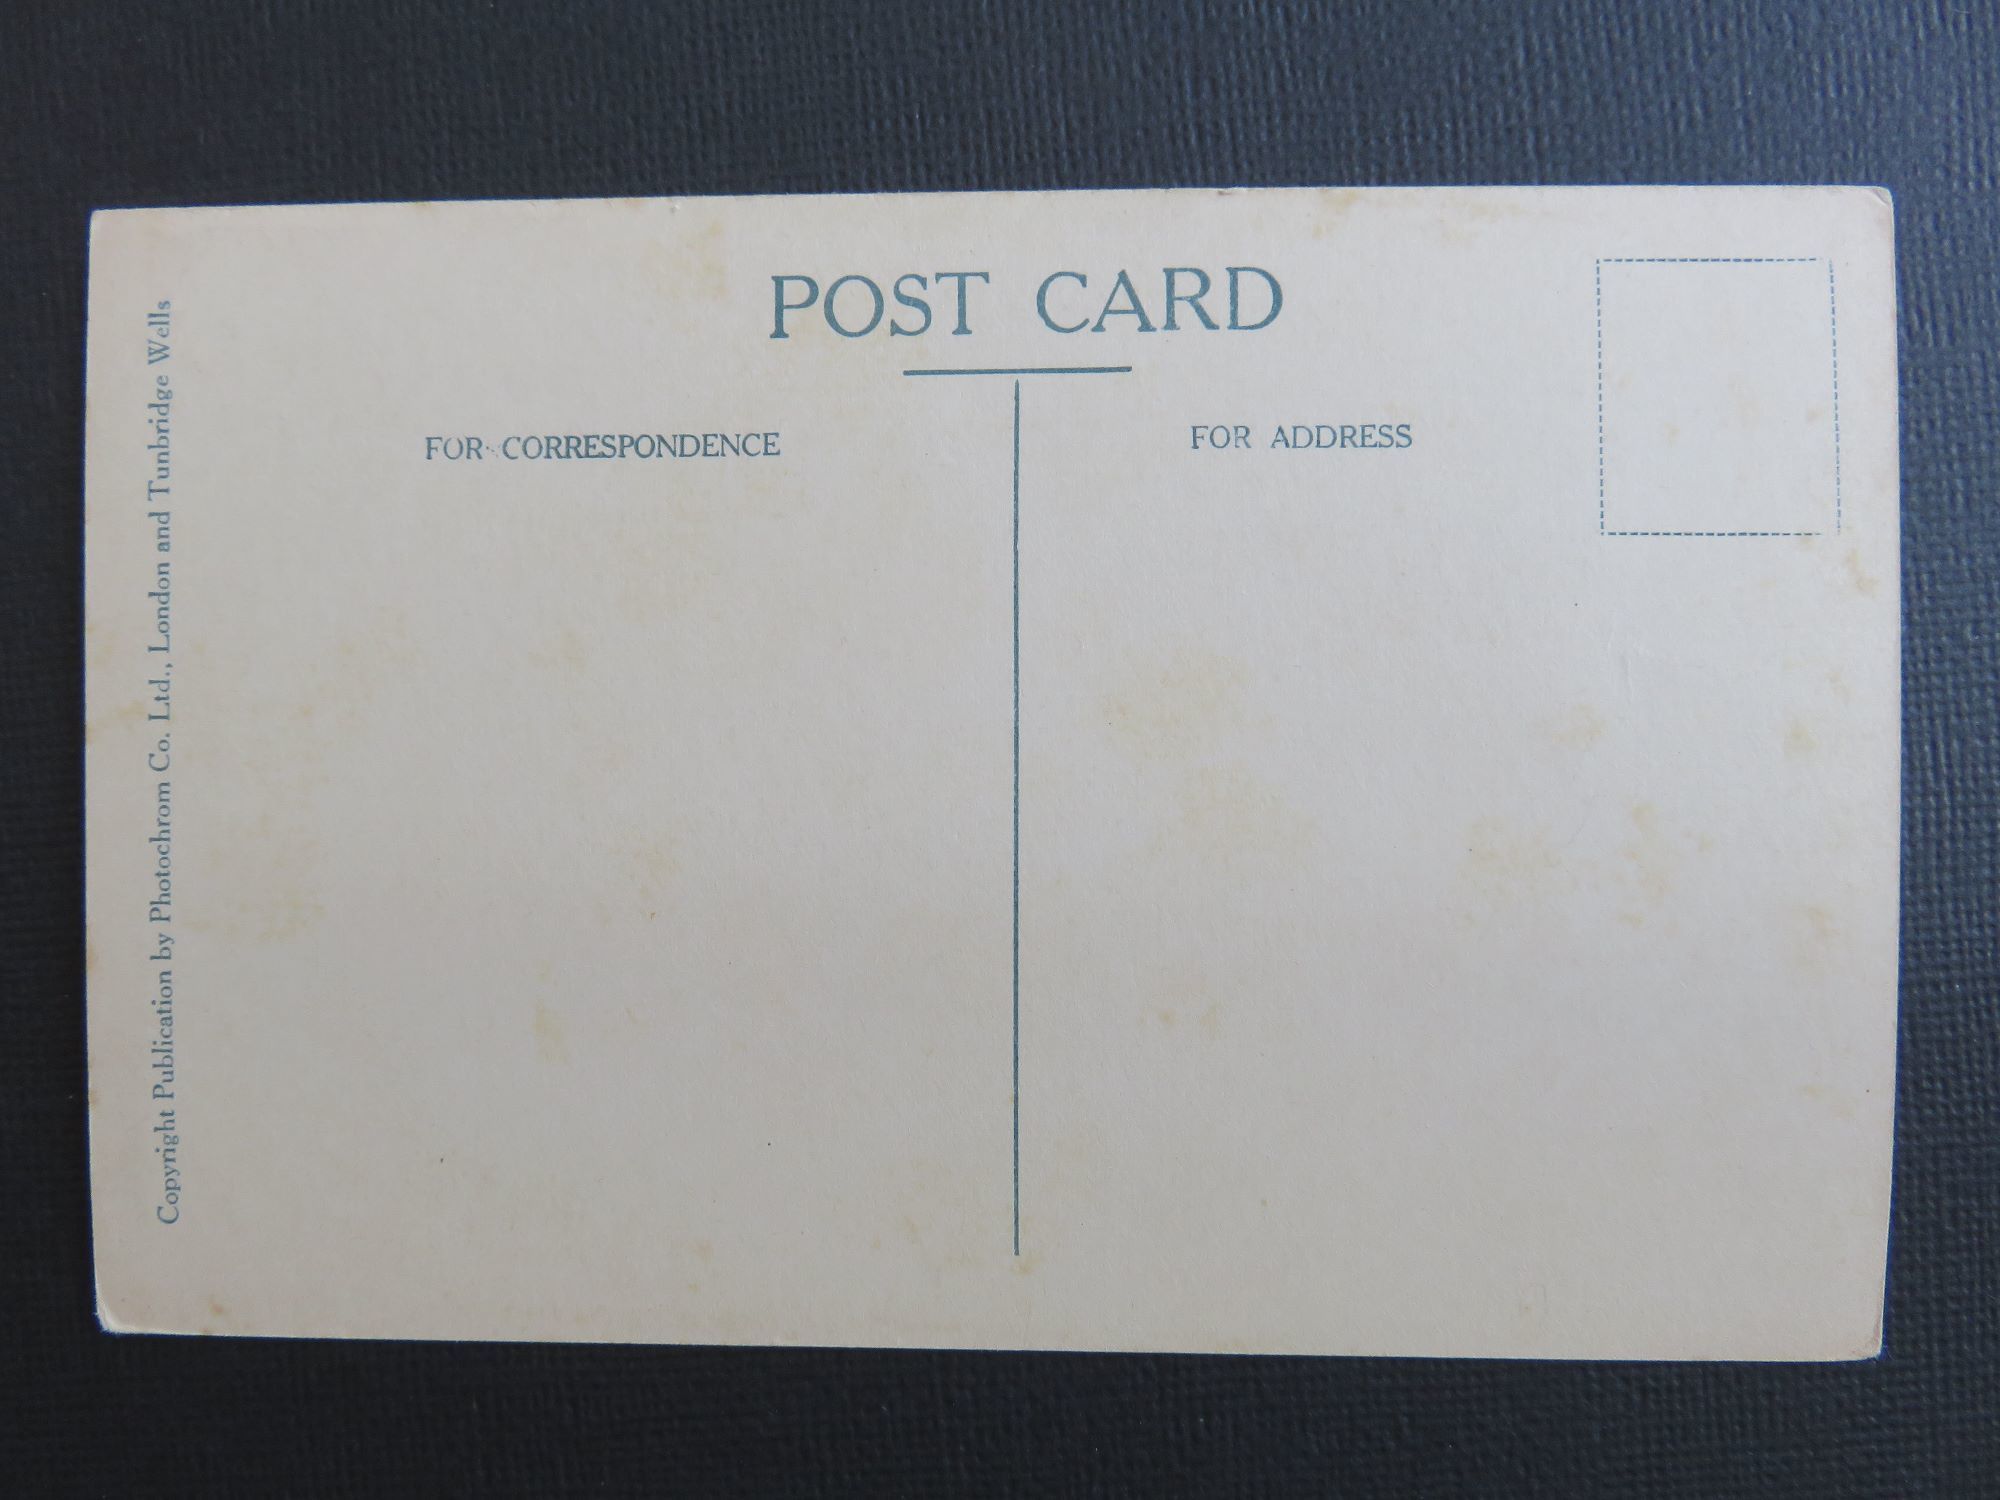 POST CARD
FOR CORRESPONDENCE
FOR ADDRESS
Copyright Publication by Photochrom Co. Ltd., London and Tunbridge Wells